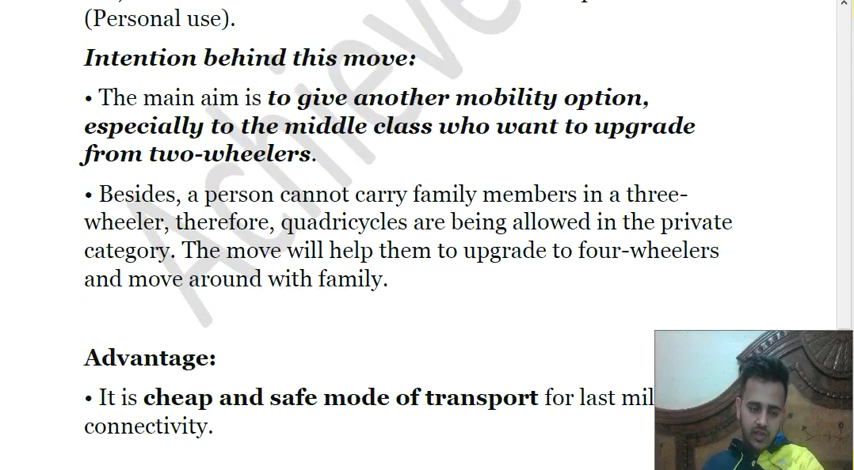 (Personal use).
Intention behind this move:
• The main aim is to give another mobility option,
especially to the middle class who want to upgrade
from two-wheelers.
• Besides, a person cannot carry family members in a three-
wheeler, therefore, quadricycles are being allowed in the private
category. The move will help them to upgrade to four-wheelers
and move around with family.
Advantage:
• It is cheap and safe mode of transport for last mil
connectivity.
Achieve